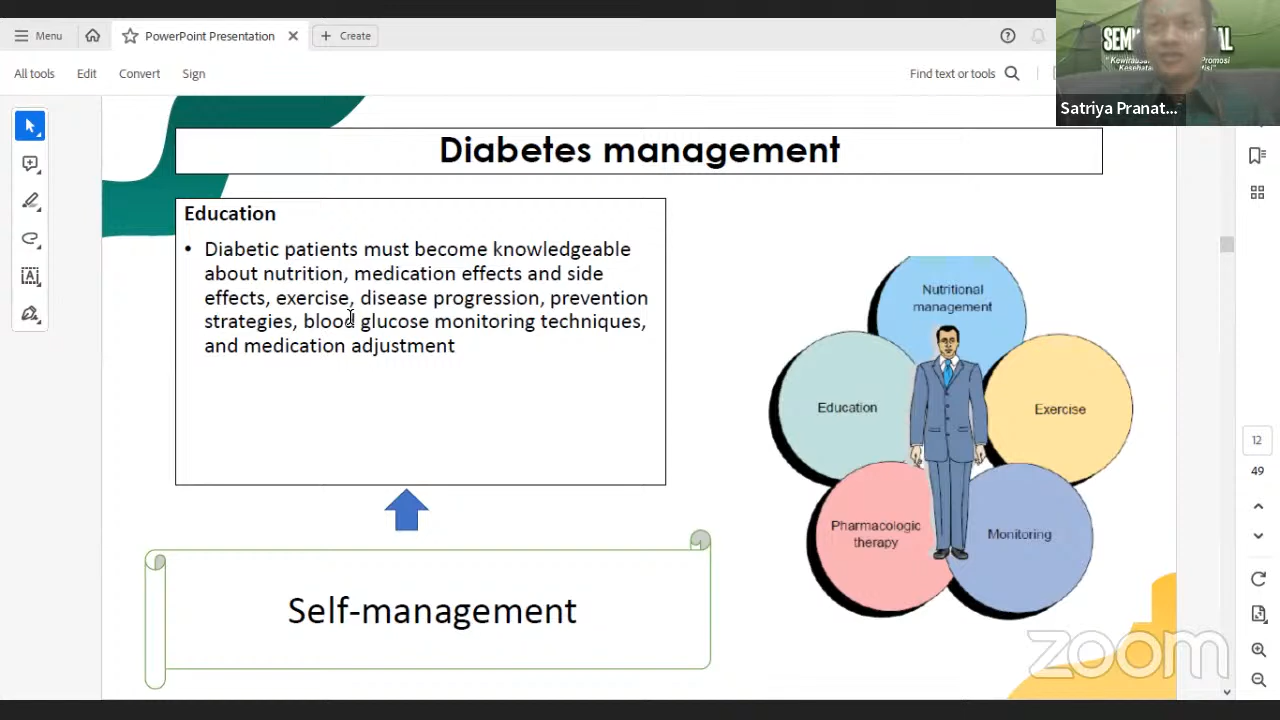 Menu
PowerPoint Presentation
Create
All tools
Edit
Convert
Sign
Find text or tools
Satriya Pranat...
Diabetes management
Education
• Diabetic patients must become knowledgeable
about nutrition, medication effects and side
effects, exercise, disease progression, prevention
strategies, blood glucose monitoring techniques,
and medication adjustment
Self-management
Nutritional
management
Education
Exercise
Pharmacologic
therapy
Monitoring
12
49
zoom